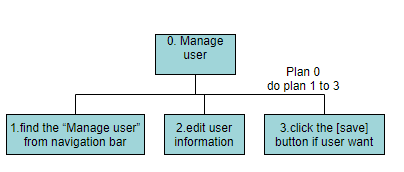 0. Manage
user
Plan 0
do plan 1 to 3
1.find the “Manage user”
from navigation bar
2.edit user
information
3.click the [save]
button if user want